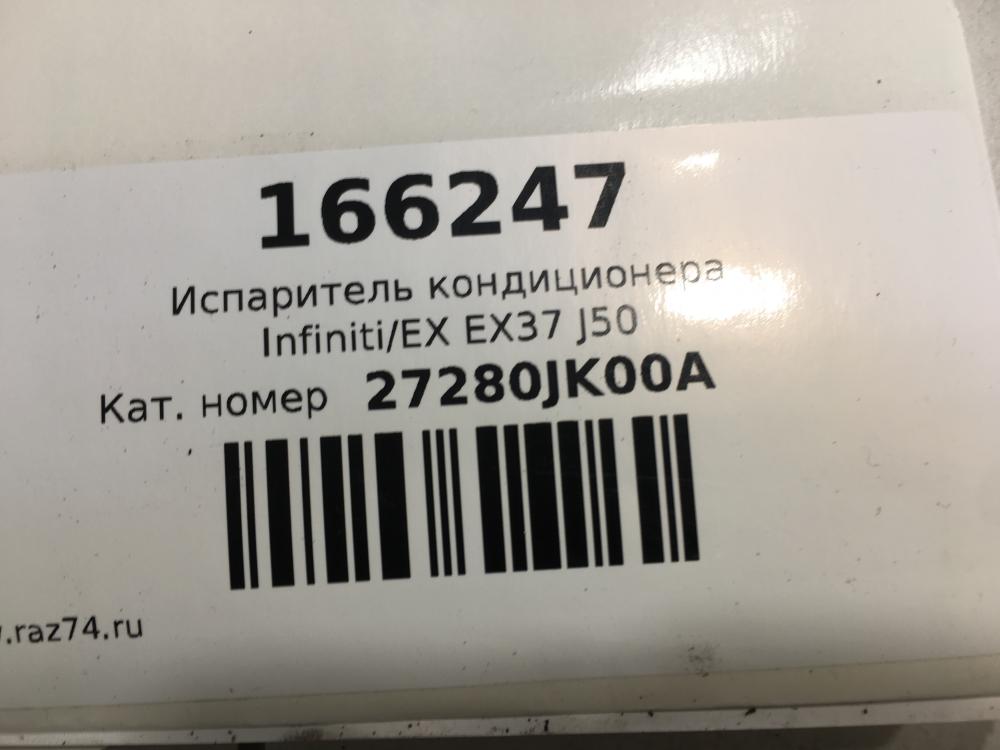 166247
Испаритель кондиционера
Infiniti/EX EX37 J50
Кат. номер 27280JK00A
.raz74.ru